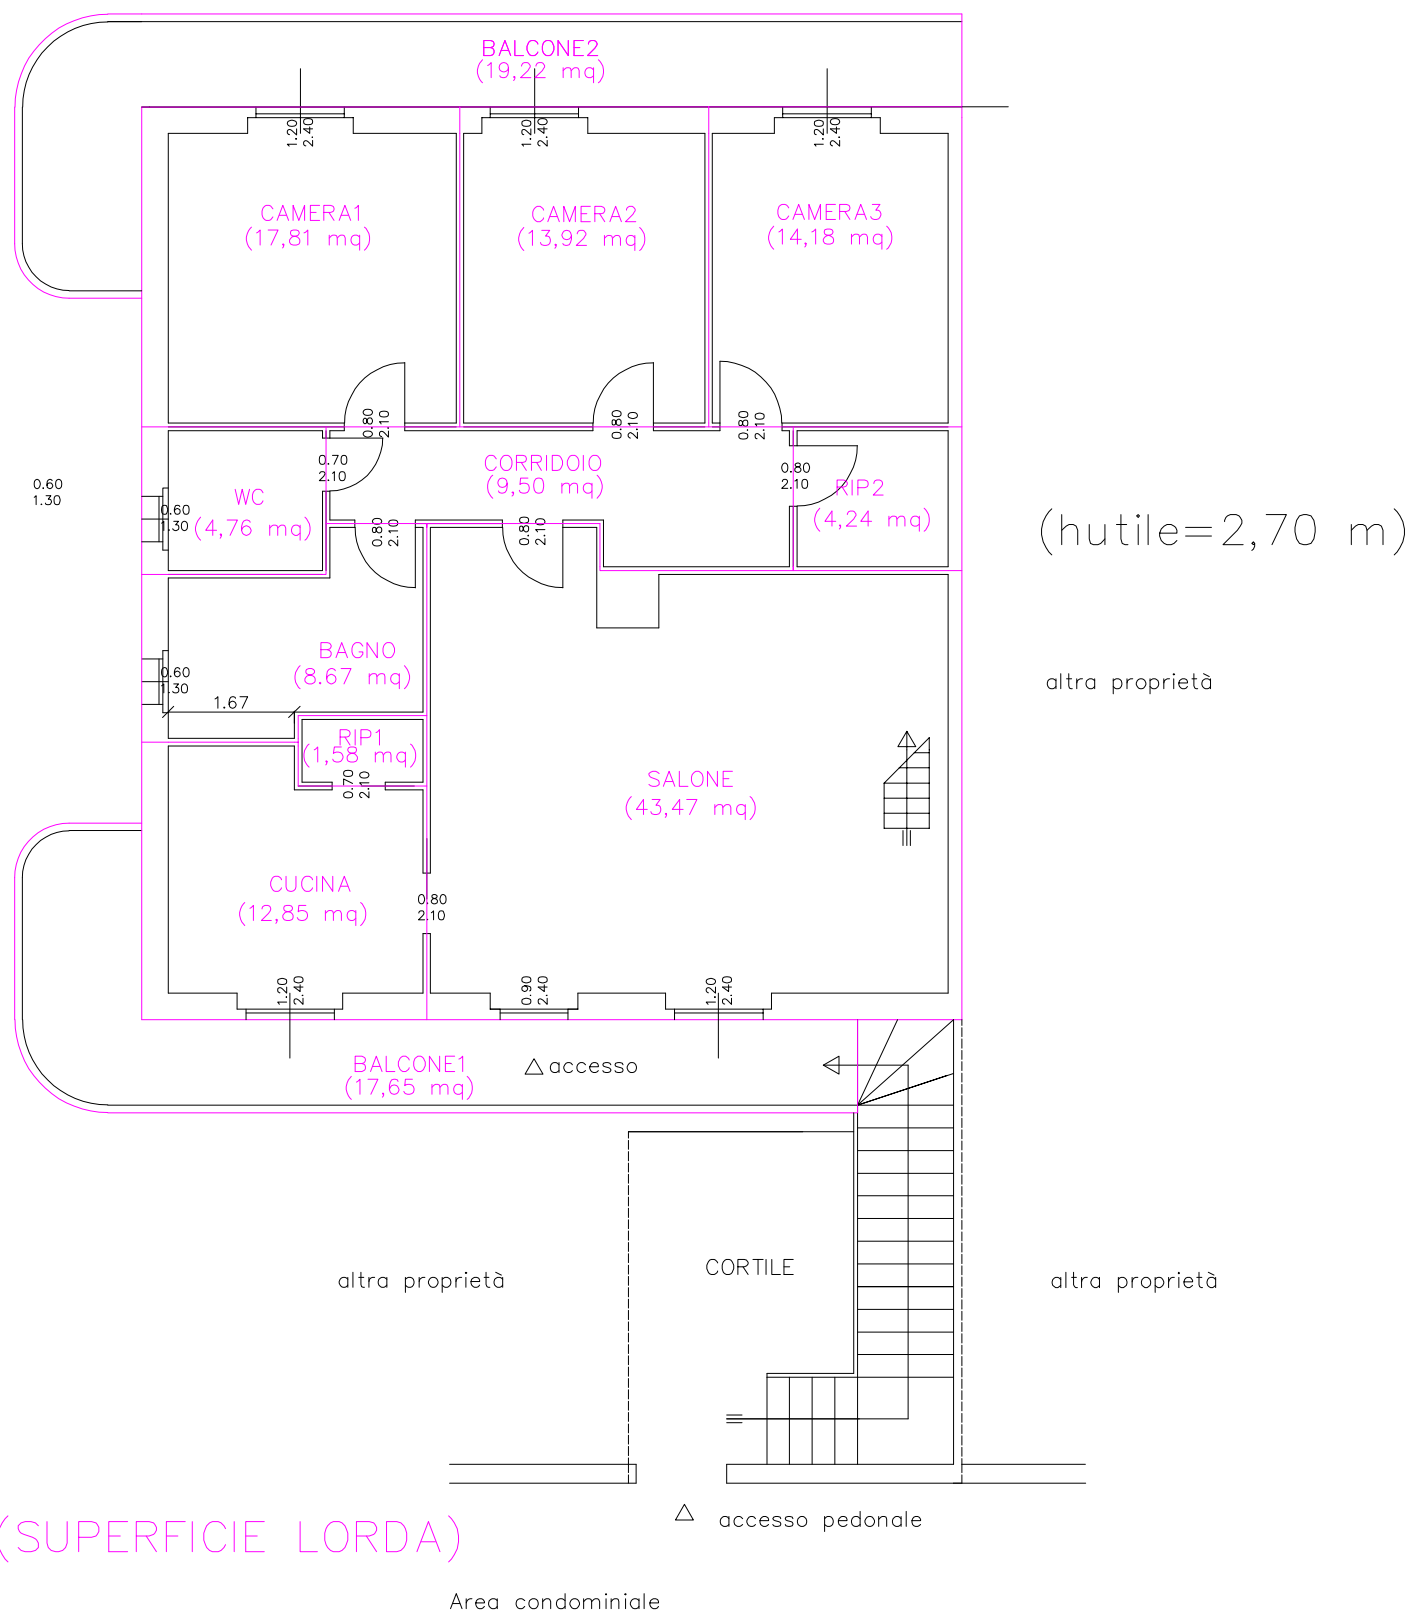 BALCONE2
(19,22 mq)
1.20
2.40
1.20
2.40
1.20
2.40
CAMERA1
(17,81 mq)
CAMERA2
(13,92 mq)
CAMERA3
(14,18 mq)
0.80
2.10
0.80
2.10
0.80
2.10
0.70
2.10
CORRIDOIO
(9,50 mq)
0.80
2.10
0.60
1.30
WC
(4,76 mq)
0.60
1.30
RIP2
(4,24 mq)
(hutile=2,70 m)
0.80
2.10
0.80
2.10
BAGNO
(8.67 mq)
0.60
1.30
1.67
altra proprietà
RIP1
(1,58 mq)
0.70
2.10
SALONE
(43,47 mq)
CUCINA
(12,85 mq)
0.80
2.10
1.20
2.40
0.90
2.40
1.20
2.40
BALCONE1
(17,65 mq)
accesso
CORTILE
altra proprietà
altra proprietà
accesso pedonale
(SUPERFICIE LORDA)
Area condominiale